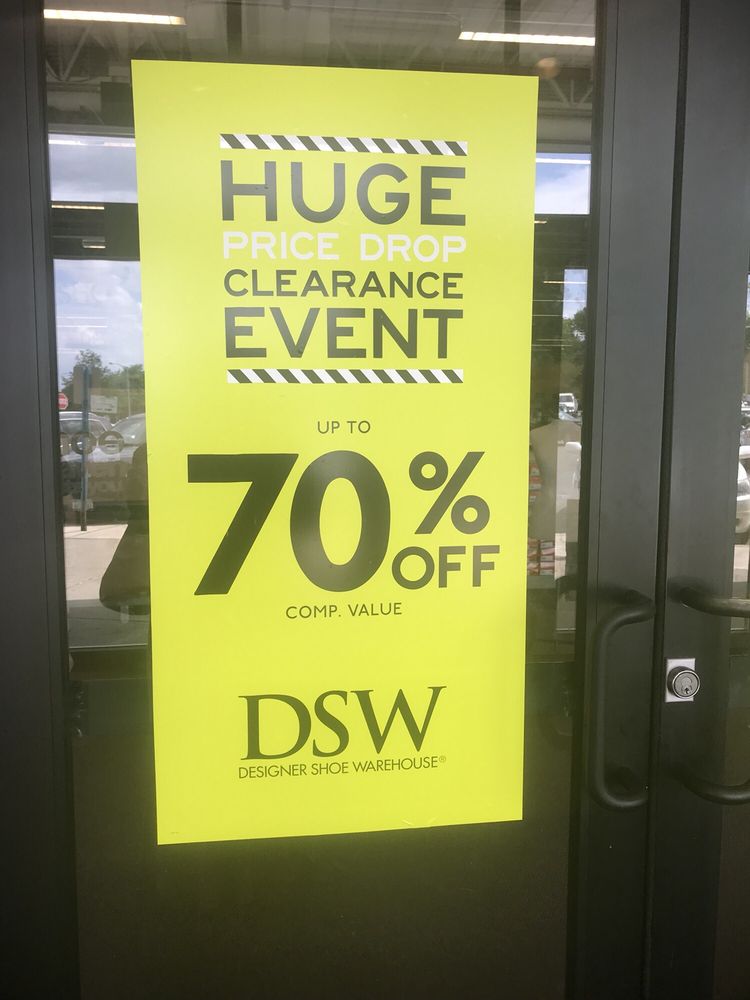 HUGE
PRICE DROP
CLEARANCE
EVENT
UP TO
70%
OFF
COMP. VALUE
DSW
DESIGNER SHOE WAREHOUSE®